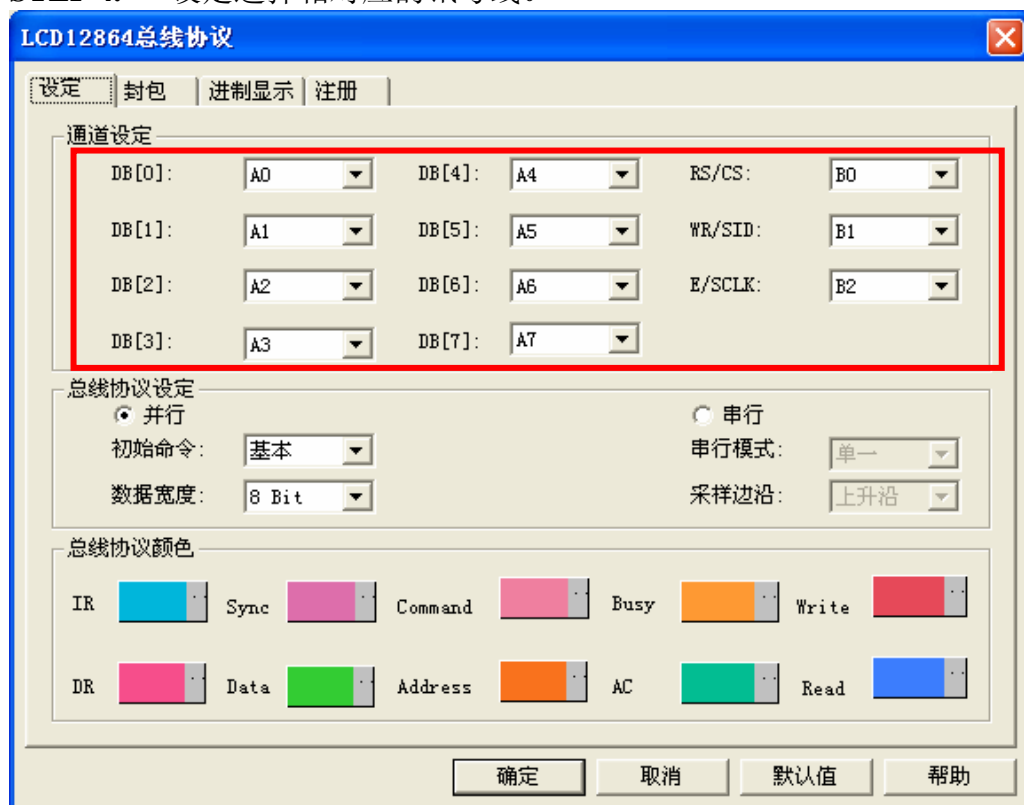 LCD12864总线协议
设定 封包 进制显示 注册
通道设定
DB[0]: A0 DB[4]: A4 RS/CS: B0
DB[1]: A1 DB[5]: A5 WR/SID: B1
DB[2]: A2 DB[6]: A6 E/SCLK: B2
DB[3]: A3 DB[7]: A7
总线协议设定
并行 串行
初始命令: 基本 串行模式: 单一
数据宽度: 8 Bit 采样边沿: 上升沿
总线协议颜色
IR Sync Command Busy Write
DR Data Address AC Read
确定 取消 默认值 帮助